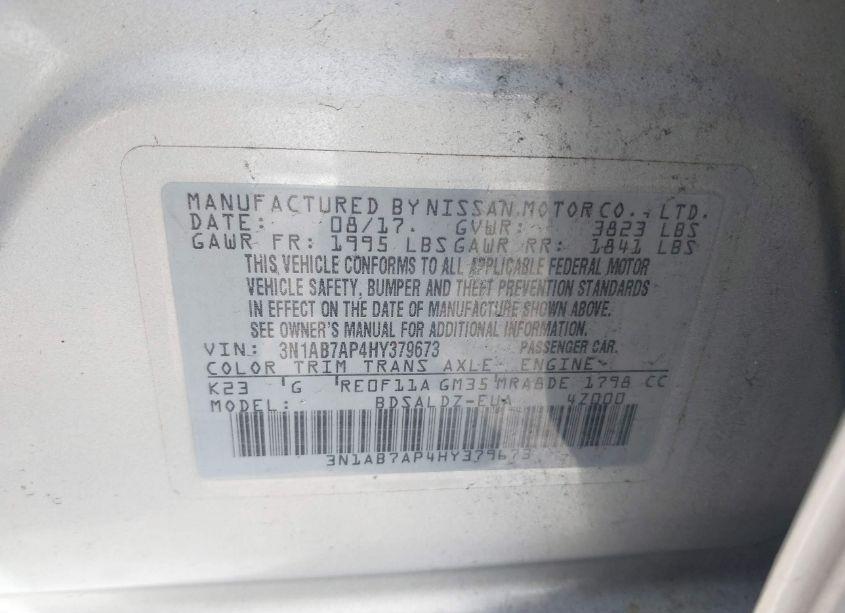 MANUFACTURED BY NISSAN MOTOR CO., LTD.
DATE: 08/17. GVWR: 3823 LBS
GAWR FR: 1995 LBS GAWR RR: 1841 LBS
THIS VEHICLE CONFORMS TO ALL APPLICABLE FEDERAL MOTOR
VEHICLE SAFETY, BUMPER AND THEFT PREVENTION STANDARDS
IN EFFECT ON THE DATE OF MANUFACTURE SHOWN ABOVE.
SEE OWNER'S MANUAL FOR ADDITIONAL INFORMATION.
VIN: 3N1AB7AP4HY379673 PASSENGER CAR.
COLOR TRIM TRANS AXLE ENGINE
K23 G RE0F11A GM35 MRA8DE 1798 CC
MODEL: BDSALDZ-EUA 4Z000
3N1AB7AP4HY379673